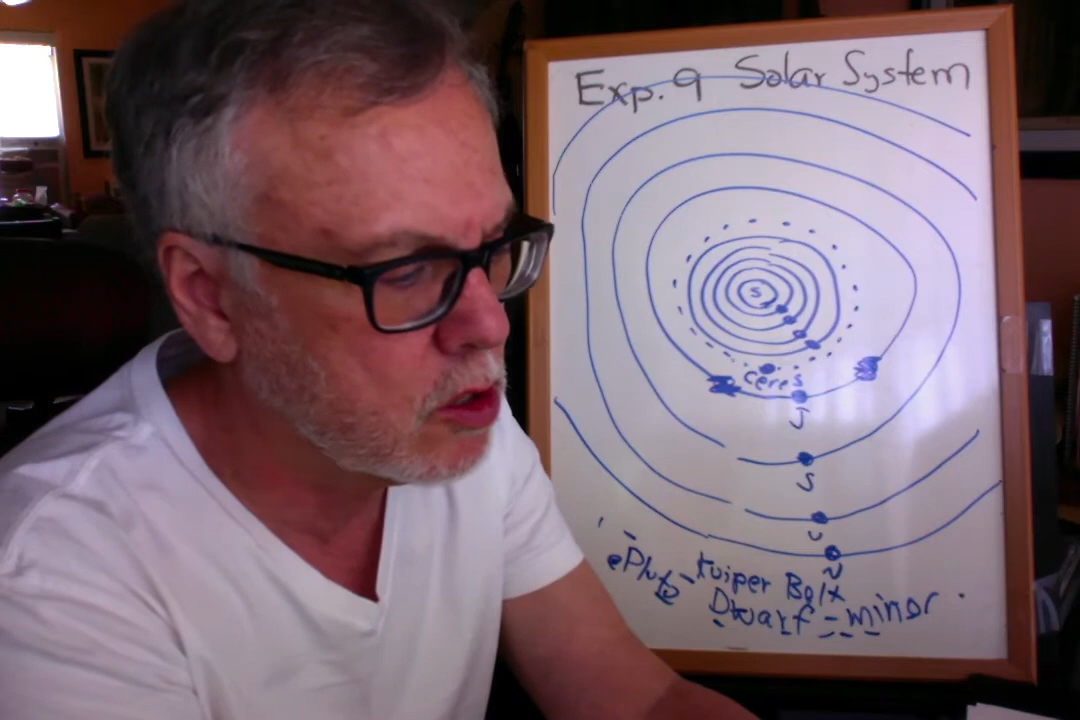 Exp. 9 Solar System
S
Ceres
J
S
U
N
Pluto Kuiper Belt
Dwarf - minor